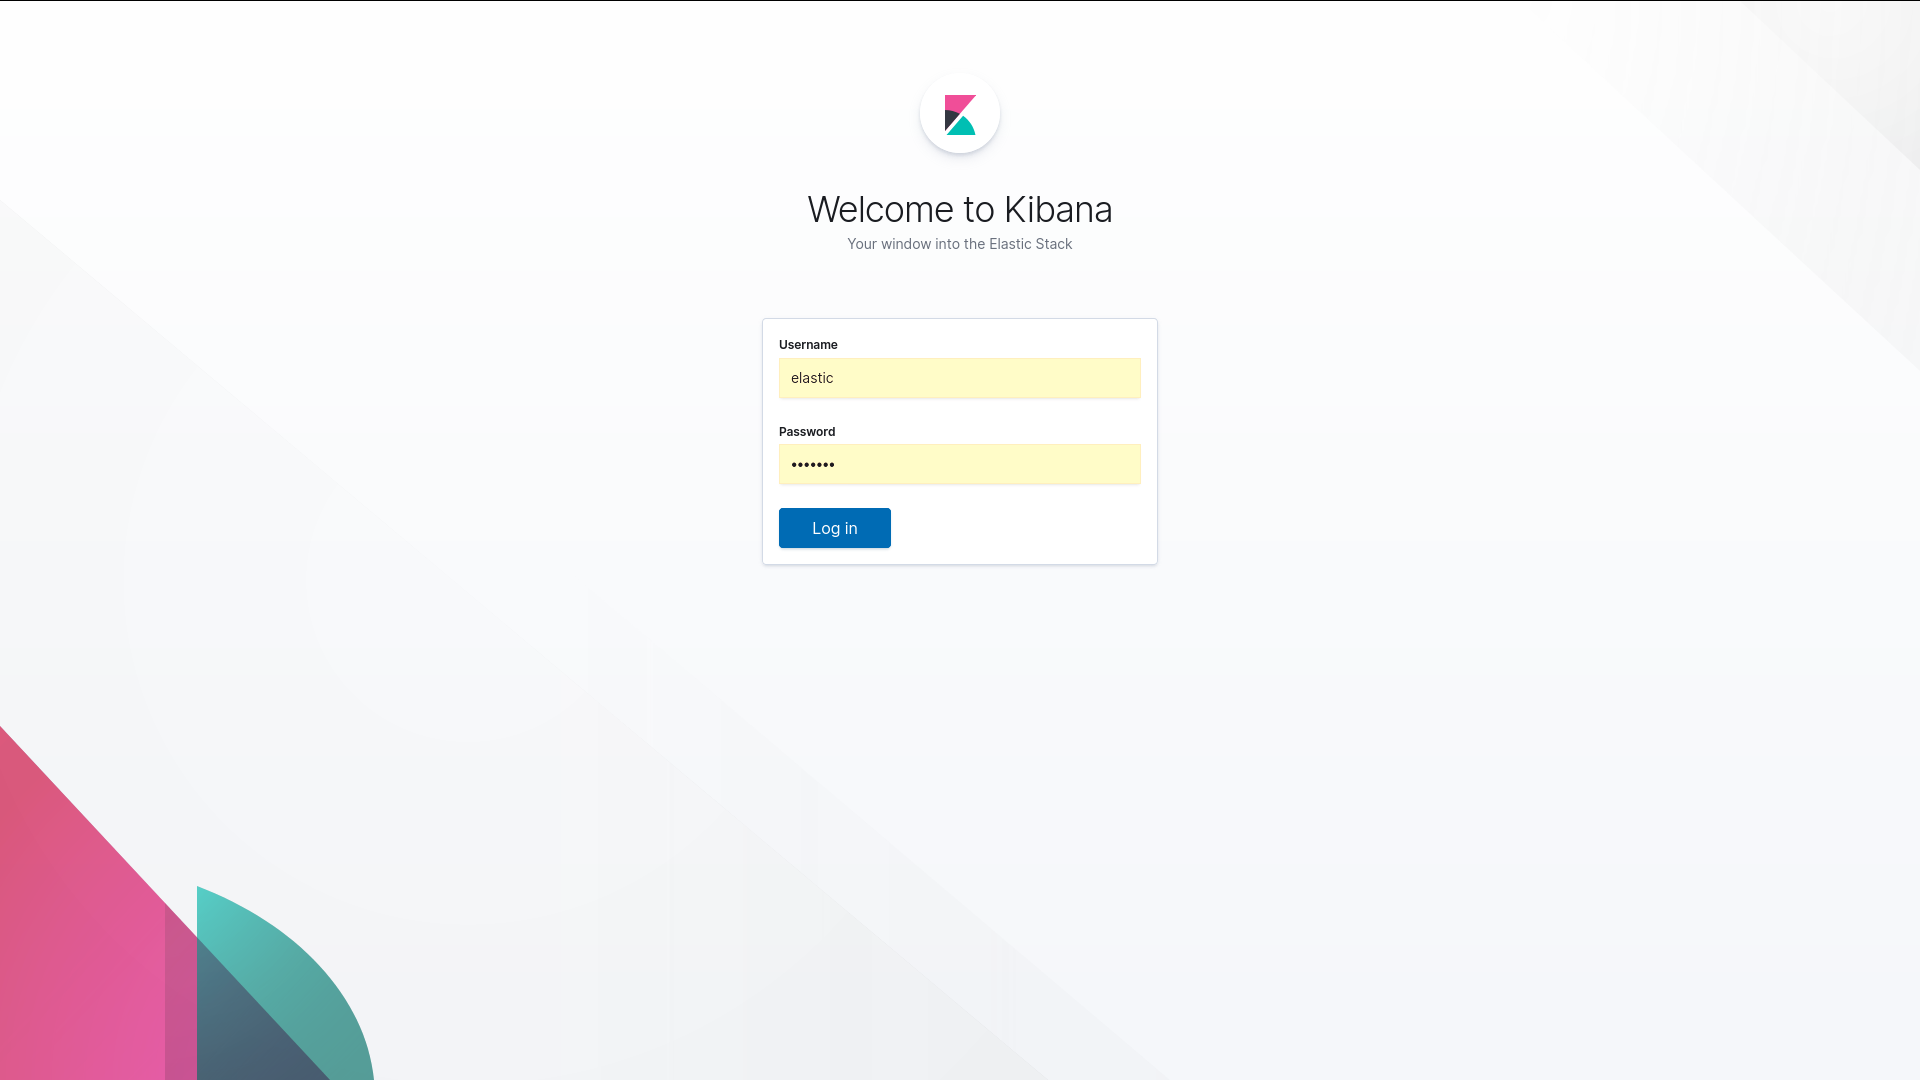 Welcome to Kibana
Your window into the Elastic Stack
Username
elastic
Password
•••••••
Log in